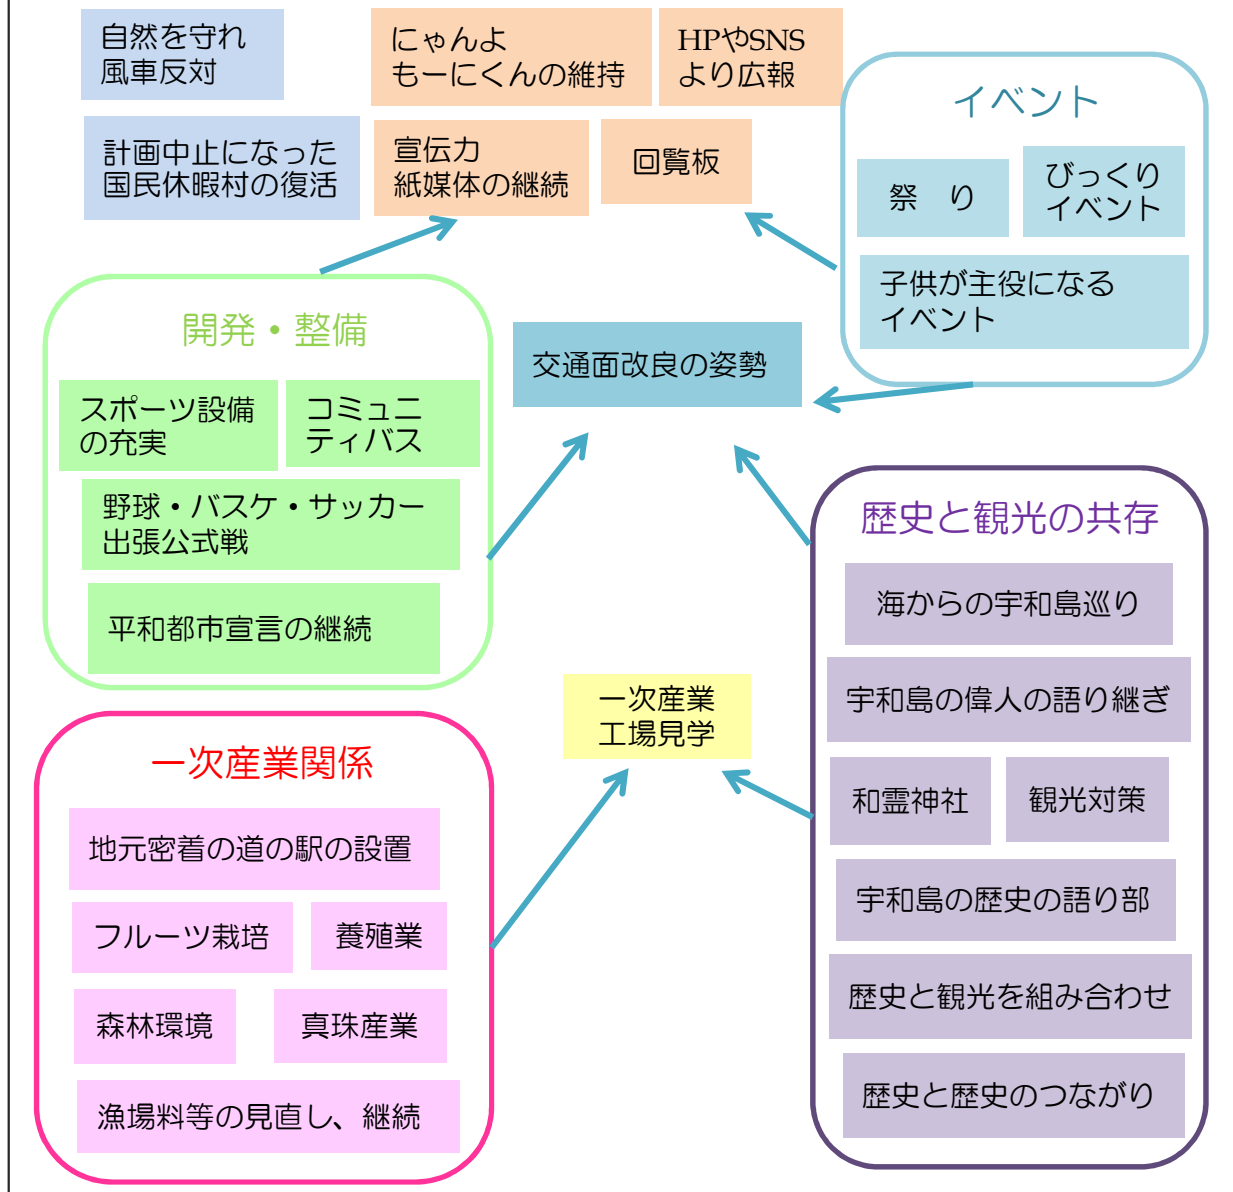 自然を守れ
風車反対
にゃんよ
もーにくんの維持
HPやSNS
より広報
計画中止になった
国民休暇村の復活
宣伝力
紙媒体の継続
回覧板
イベント
祭　り
びっくり
イベント
子供が主役になる
イベント
開発・整備
スポーツ設備
の充実
コミュニ
ティバス
野球・バスケ・サッカー
出張公式戦
平和都市宣言の継続
交通面改良の姿勢
歴史と観光の共存
海からの宇和島巡り
宇和島の偉人の語り継ぎ
和霊神社
観光対策
宇和島の歴史の語り部
歴史と観光を組み合わせ
歴史と歴史のつながり
一次産業
工場見学
一次産業関係
地元密着の道の駅の設置
フルーツ栽培
養殖業
森林環境
真珠産業
漁場料等の見直し、継続